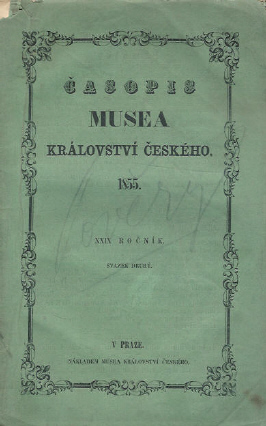 ČASOPIS
MUSEA
KRÁLOVSTVÍ ČESKÉHO.
1855.
XXIX ROČNÍK.
SVAZEK DRUHÝ.
V PRAZE.
NÁKLADEM MUSEA KRÁLOVSTVÍ ČESKÉHO.